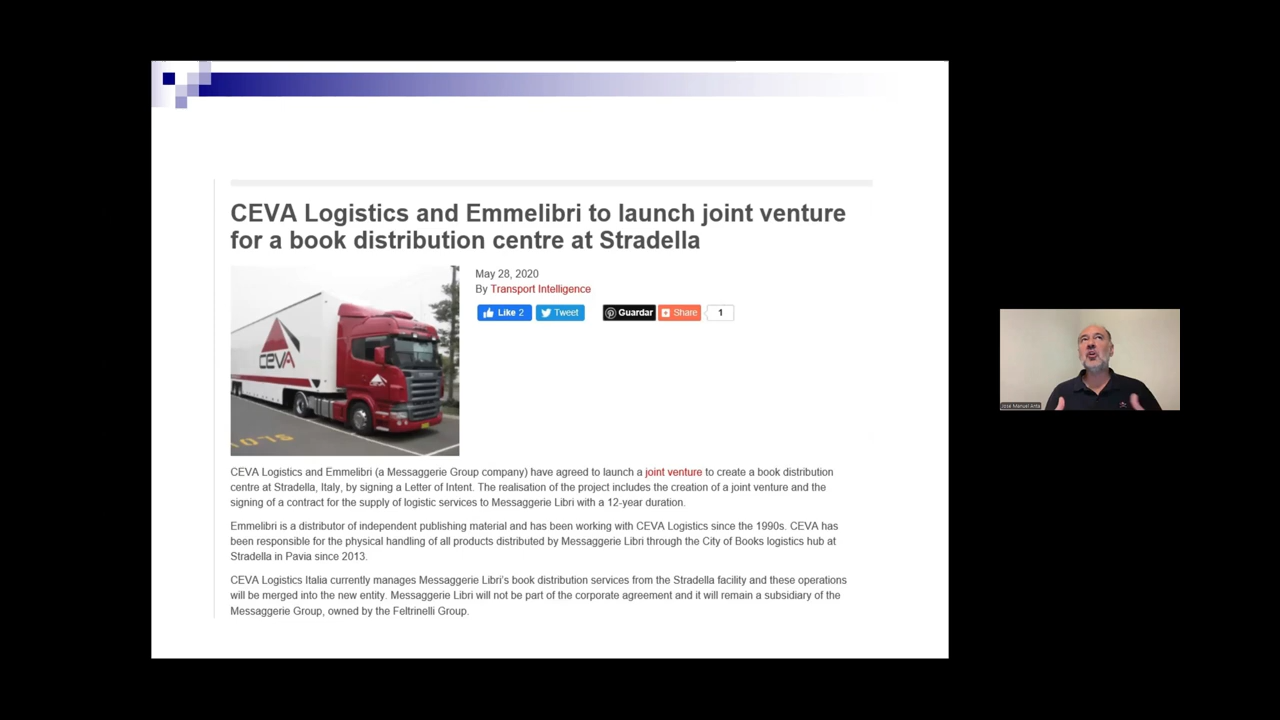 CEVA Logistics and Emmelibri to launch joint venture
for a book distribution centre at Stradella
May 28, 2020
By Transport Intelligence
Like 2
Tweet
Guardar
Share
1
CEVA
CEVA Logistics and Emmelibri (a Messaggerie Group company) have agreed to launch a joint venture to create a book distribution
centre at Stradella, Italy, by signing a Letter of Intent. The realisation of the project includes the creation of a joint venture and the
signing of a contract for the supply of logistic services to Messaggerie Libri with a 12-year duration.
Emmelibri is a distributor of independent publishing material and has been working with CEVA Logistics since the 1990s. CEVA has
been responsible for the physical handling of all products distributed by Messaggerie Libri through the City of Books logistics hub at
Stradella in Pavia since 2013.
CEVA Logistics Italia currently manages Messaggerie Libri's book distribution services from the Stradella facility and these operations
will be merged into the new entity. Messaggerie Libri will not be part of the corporate agreement and it will remain a subsidiary of the
Messaggerie Group, owned by the Feltrinelli Group.